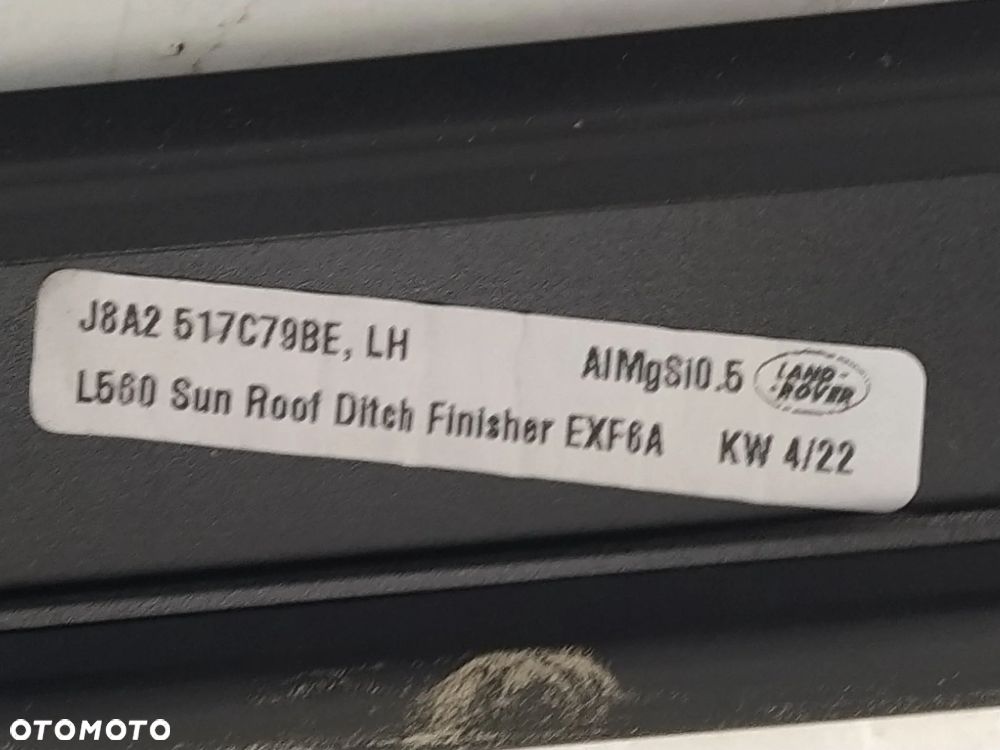 J8A2 517C79BE, LH
AlMgSi0.5
LAND-
-ROVER
L560 Sun Roof Ditch Finisher EXF6A
KW 4/22
OTOMOTO